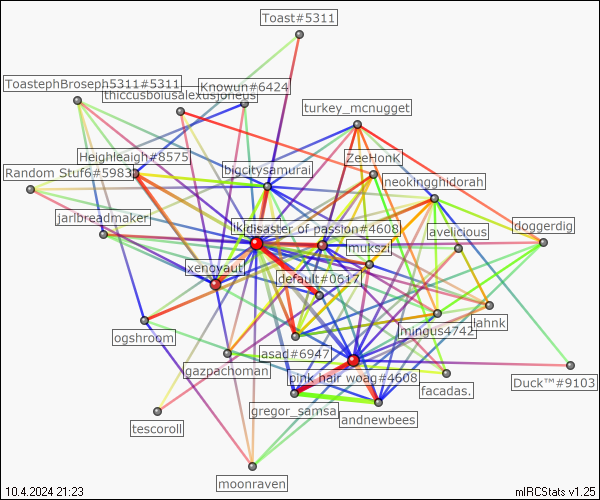 Toast#5311
ToastephBroseph5311#5311
Knowun#6424
thiccusboiusalexusjoneus
turkey_mcnugget
Heighleigh#8575
ZeeHonK
Random Stuf6#5983
bigcitysamurai
neokingghidorah
jarlbreadmaker
disaster of passion#4608
avelicious
doggerdig
mukszi
xenoyaut
default#0617
lahnk
ogshroom
mingus4742
asad#6947
gazpachoman
pink hair woag#4608
facadas.
Duck™#9103
gregor_samsa
andnewbees
tescoroll
moonraven
10.4.2024 21:23
mIRCStats v1.25